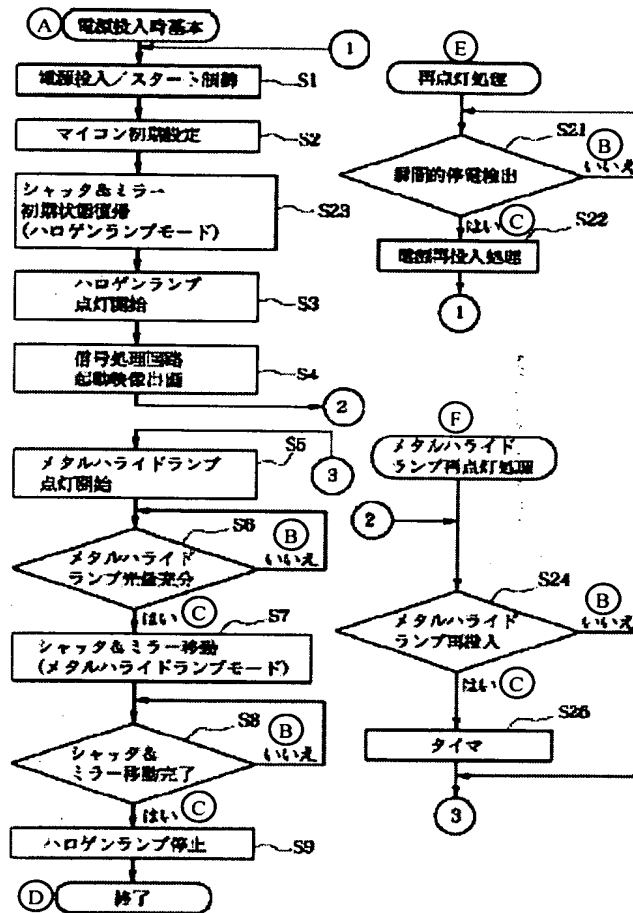 A 電源投入時基本
1
電源投入／スタート制御 S1
マイコン初期設定 S2
シャッタ&ミラー
初期状態復帰
(ハロゲンランプモード) S23
ハロゲンランプ
点灯開始 S3
信号処理回路
起動映像出画 S4
2
メタルハライドランプ
点灯開始 S5
3
メタルハライド
ランプ光量充分 S6
B
いいえ
はい C
シャッタ&ミラー移動
(メタルハライドランプモード) S7
シャッタ&
ミラー移動完了 S8
B
いいえ
はい C
ハロゲンランプ停止 S9
D 終了
E
再点灯処理
瞬間的停電検出 S21
B
いいえ
はい C
電源再投入処理 S22
1
F
メタルハライド
ランプ再点灯処理
2
メタルハライド
ランプ再投入 S24
B
いいえ
はい C
タイマ S25
3